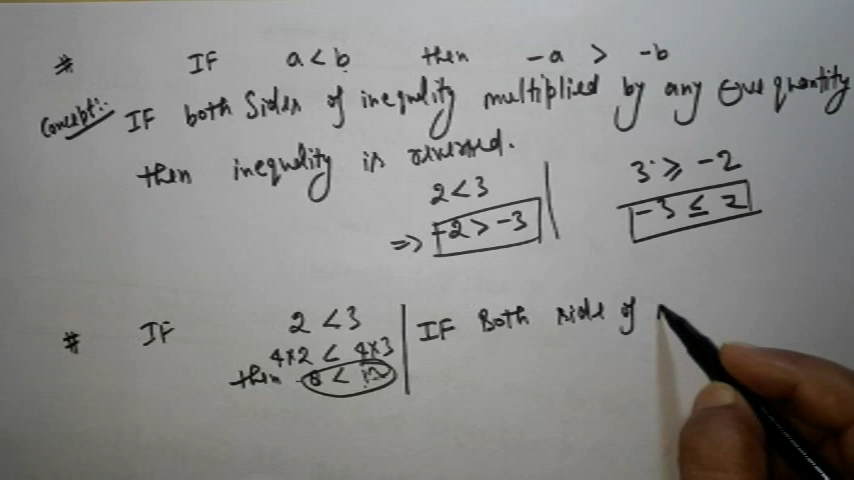 * IF a < b then -a > -b
Concept:- IF both Sides of inequality multiplied by any quantity
then inequality is reversed.
2 < 3
=> -2 > -3
3 ≥ -2
-3 ≤ 2
* IF 2 < 3
4×2 < 4×3
then 8 < 12
IF Both side of